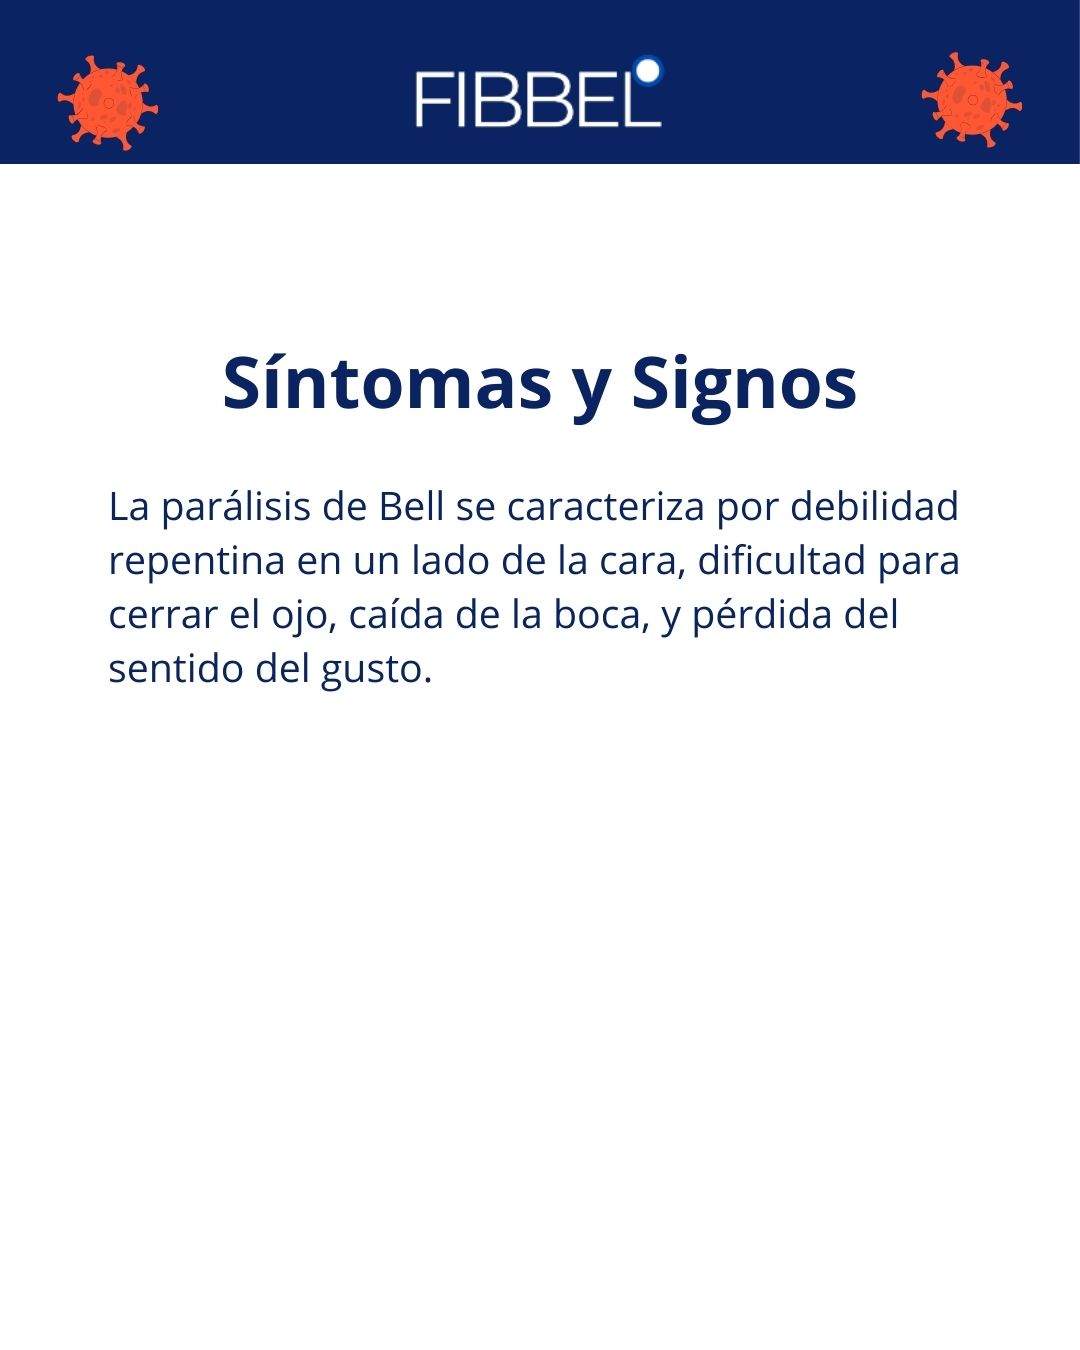 FIBBEL
Síntomas y Signos
La parálisis de Bell se caracteriza por debilidad
repentina en un lado de la cara, dificultad para
cerrar el ojo, caída de la boca, y pérdida del
sentido del gusto.